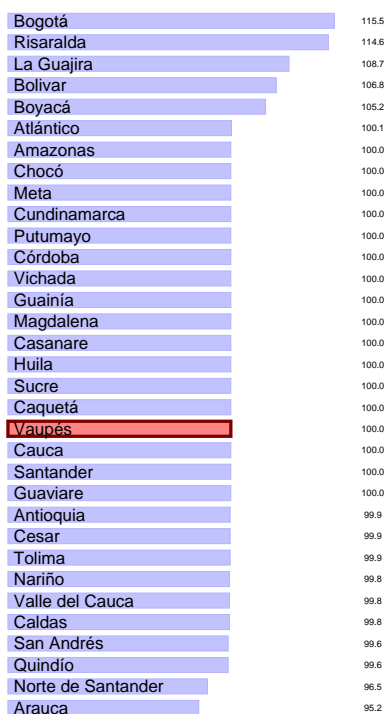 Bogotá 115.5
Risaralda 114.6
La Guajira 108.7
Bolivar 106.8
Boyacá 105.2
Atlántico 100.1
Amazonas 100.0
Chocó 100.0
Meta 100.0
Cundinamarca 100.0
Putumayo 100.0
Córdoba 100.0
Vichada 100.0
Guainía 100.0
Magdalena 100.0
Casanare 100.0
Huila 100.0
Sucre 100.0
Caquetá 100.0
Vaupés 100.0
Cauca 100.0
Santander 100.0
Guaviare 100.0
Antioquia 99.9
Cesar 99.9
Tolima 99.9
Nariño 99.8
Valle del Cauca 99.8
Caldas 99.8
San Andrés 99.6
Quindío 99.6
Norte de Santander 96.5
Arauca 95.2